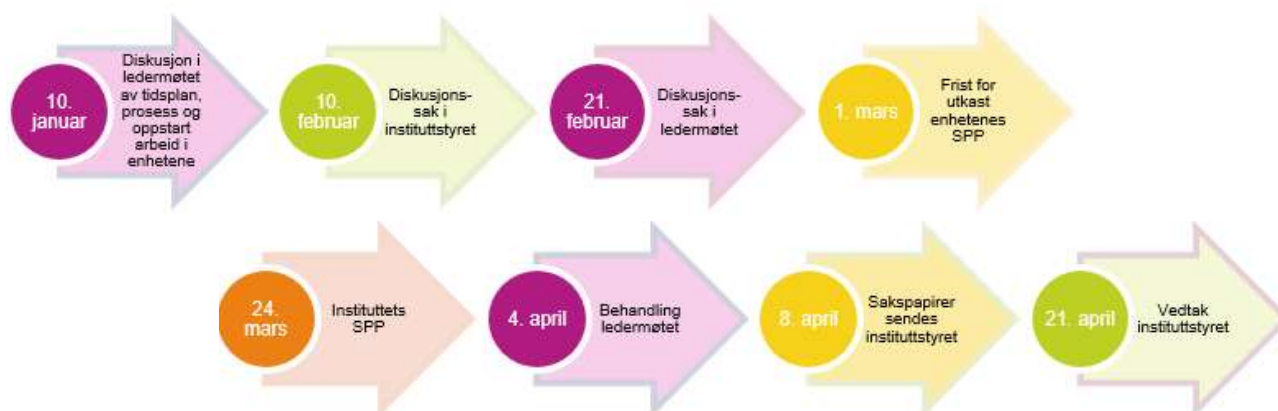 10.
januar
Diskusjon i
ledermøtet
av tidsplan,
prosess og
oppstart
arbeid i
enhetene
10.
februar
Diskusjons-
sak i
instituttstyret
21.
februar
Diskusjons-
sak i
ledermøtet
1. mars
Frist for
utkast
enhetenes
SPP
24.
mars
Instituttets
SPP
4. april
Behandling
ledermøtet
8. april
Sakspapirer
sendes
instituttstyret
21. april
Vedtak
instituttstyret